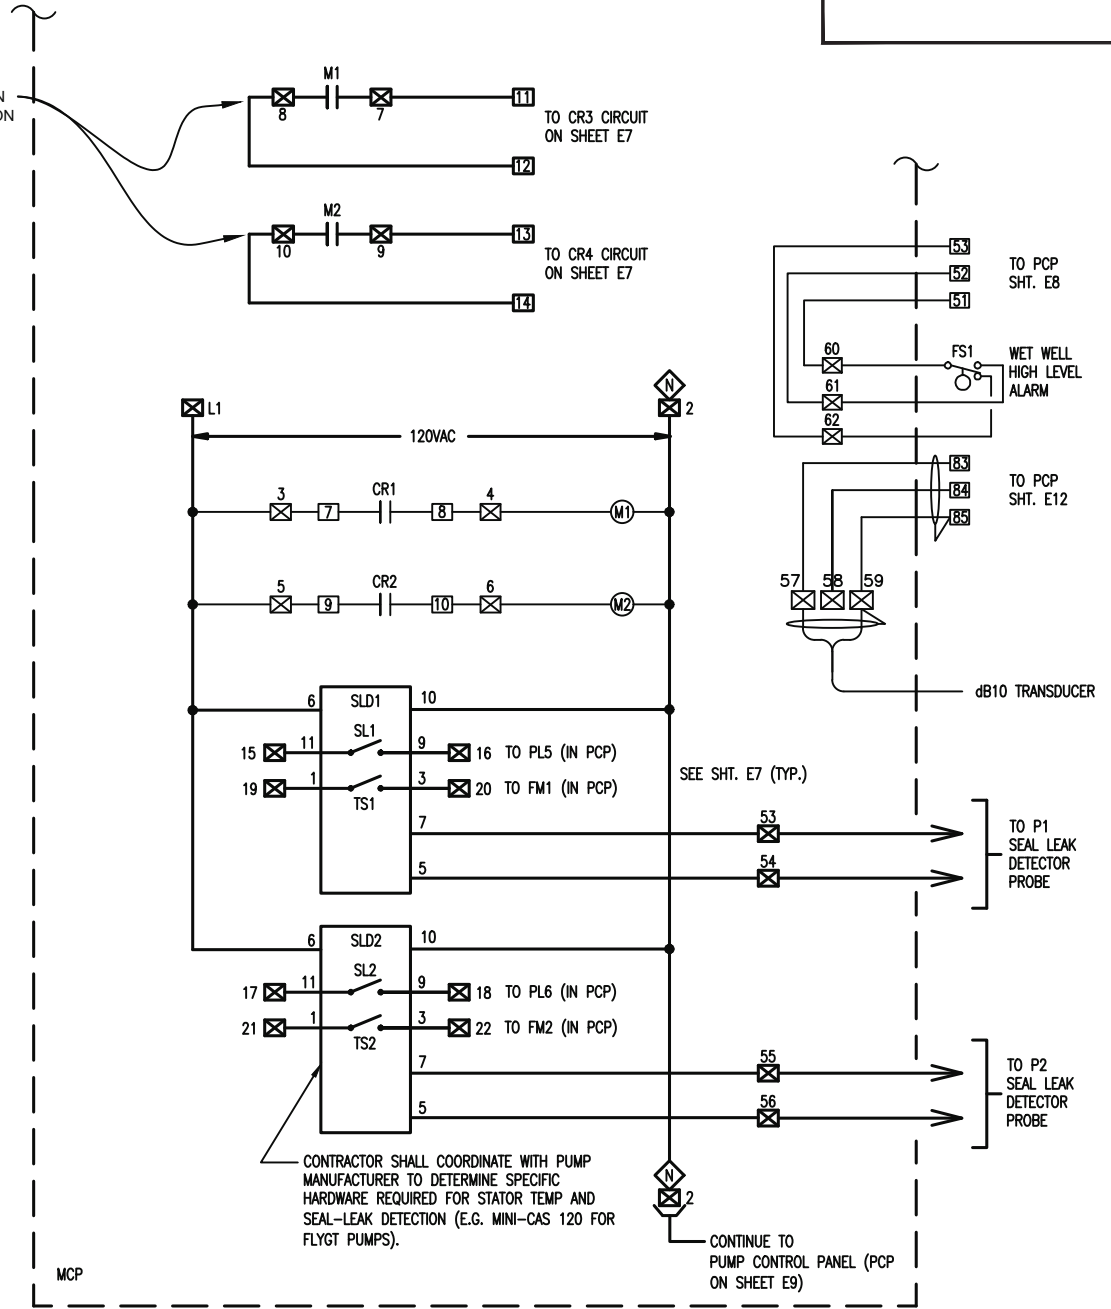 N
ON
M1
11
8
7
TO CR3 CIRCUIT
ON SHEET E7
12
M2
13
10
9
TO CR4 CIRCUIT
ON SHEET E7
14
53
52
51
TO PCP
SHT. E8
60
FS1
61
62
WET WELL
HIGH LEVEL
ALARM
N
L1
2
120VAC
83
84
85
TO PCP
SHT. E12
3
7
CR1
8
4
M1
5
9
CR2
10
6
M2
57
58
59
dB10 TRANSDUCER
6
SLD1
10
SL1
15
11
9
16 TO PL5 (IN PCP)
19
1
3
20 TO FM1 (IN PCP)
TS1
SEE SHT. E7 (TYP.)
7
53
5
54
TO P1
SEAL LEAK
DETECTOR
PROBE
6
SLD2
10
SL2
17
11
9
18 TO PL6 (IN PCP)
21
1
3
22 TO FM2 (IN PCP)
TS2
7
55
5
56
TO P2
SEAL LEAK
DETECTOR
PROBE
CONTRACTOR SHALL COORDINATE WITH PUMP
MANUFACTURER TO DETERMINE SPECIFIC
HARDWARE REQUIRED FOR STATOR TEMP AND
SEAL-LEAK DETECTION (E.G. MINI-CAS 120 FOR
FLYGT PUMPS).
N
2
CONTINUE TO
PUMP CONTROL PANEL (PCP
ON SHEET E9)
MCP